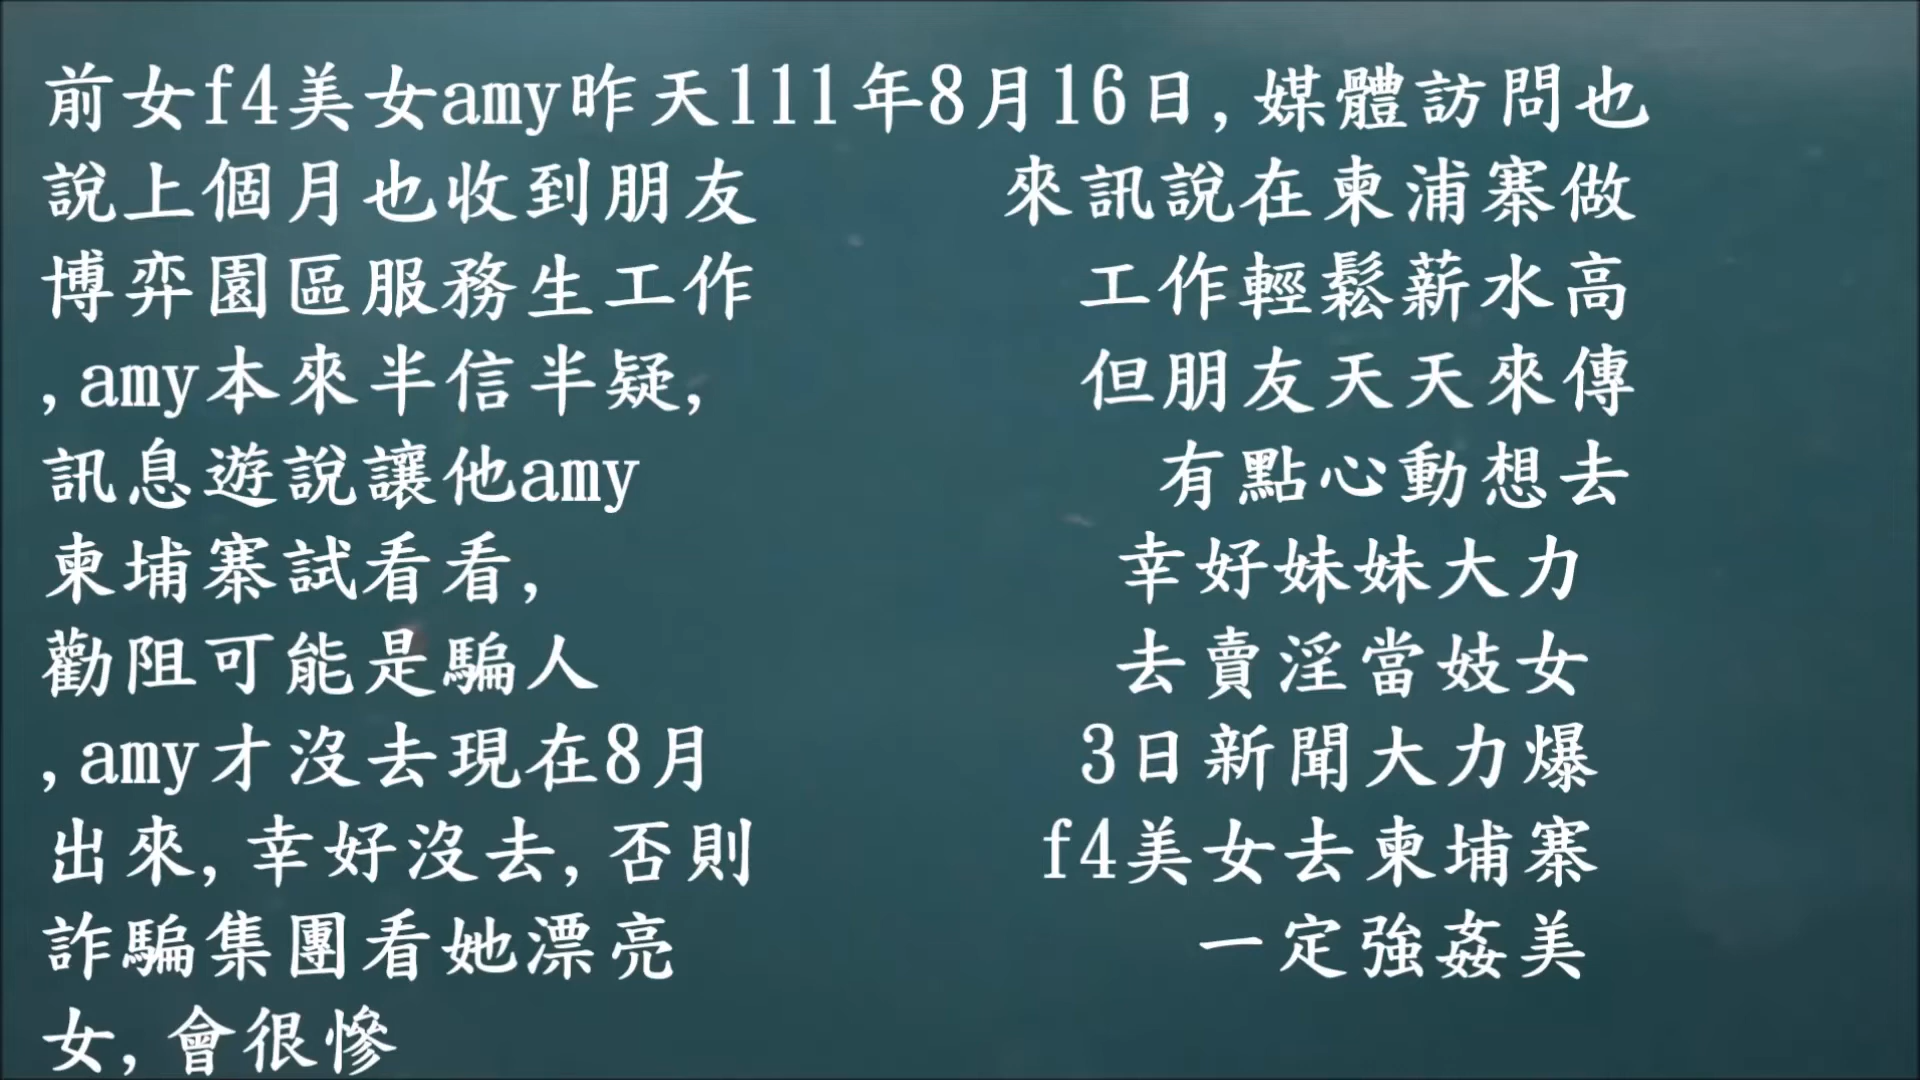 前女f4美女amy昨天111年8月16日,媒體訪問也
說上個月也收到朋友 來訊說在柬浦寨做
博弈園區服務生工作 工作輕鬆薪水高
,amy本來半信半疑, 但朋友天天來傳
訊息遊說讓他amy 有點心動想去
柬埔寨試看看, 幸好妹妹大力
勸阻可能是騙人 去賣淫當妓女
,amy才沒去現在8月 3日新聞大力爆
出來,幸好沒去,否則 f4美女去柬埔寨
詐騙集團看她漂亮 一定強姦美
女,會很慘